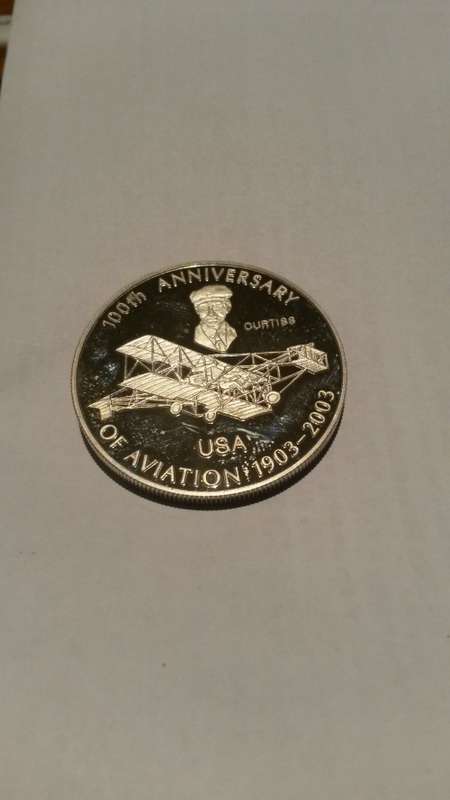 100th ANNIVERSARY
CURTISS
USA
OF AVIATION 1903-2003